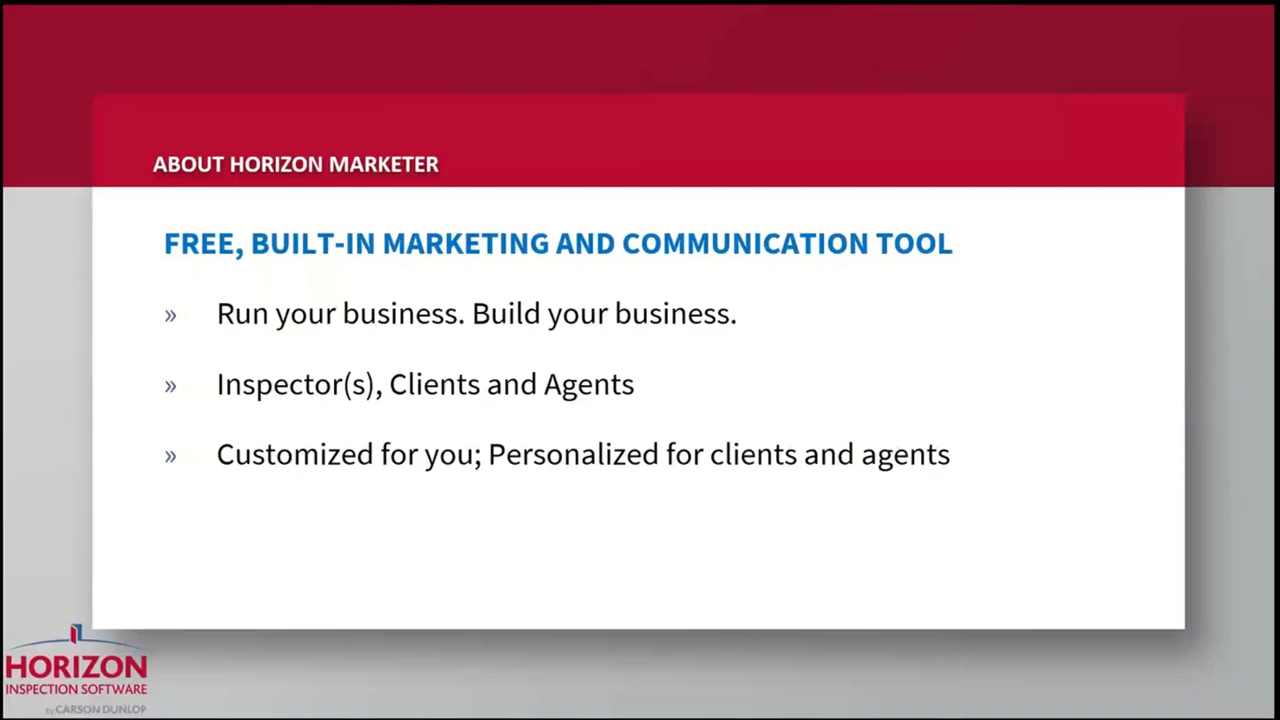 ABOUT HORIZON MARKETER
FREE, BUILT-IN MARKETING AND COMMUNICATION TOOL
» Run your business. Build your business.
» Inspector(s), Clients and Agents
» Customized for you; Personalized for clients and agents
HORIZON
INSPECTION SOFTWARE
by CARSON DUNLOP